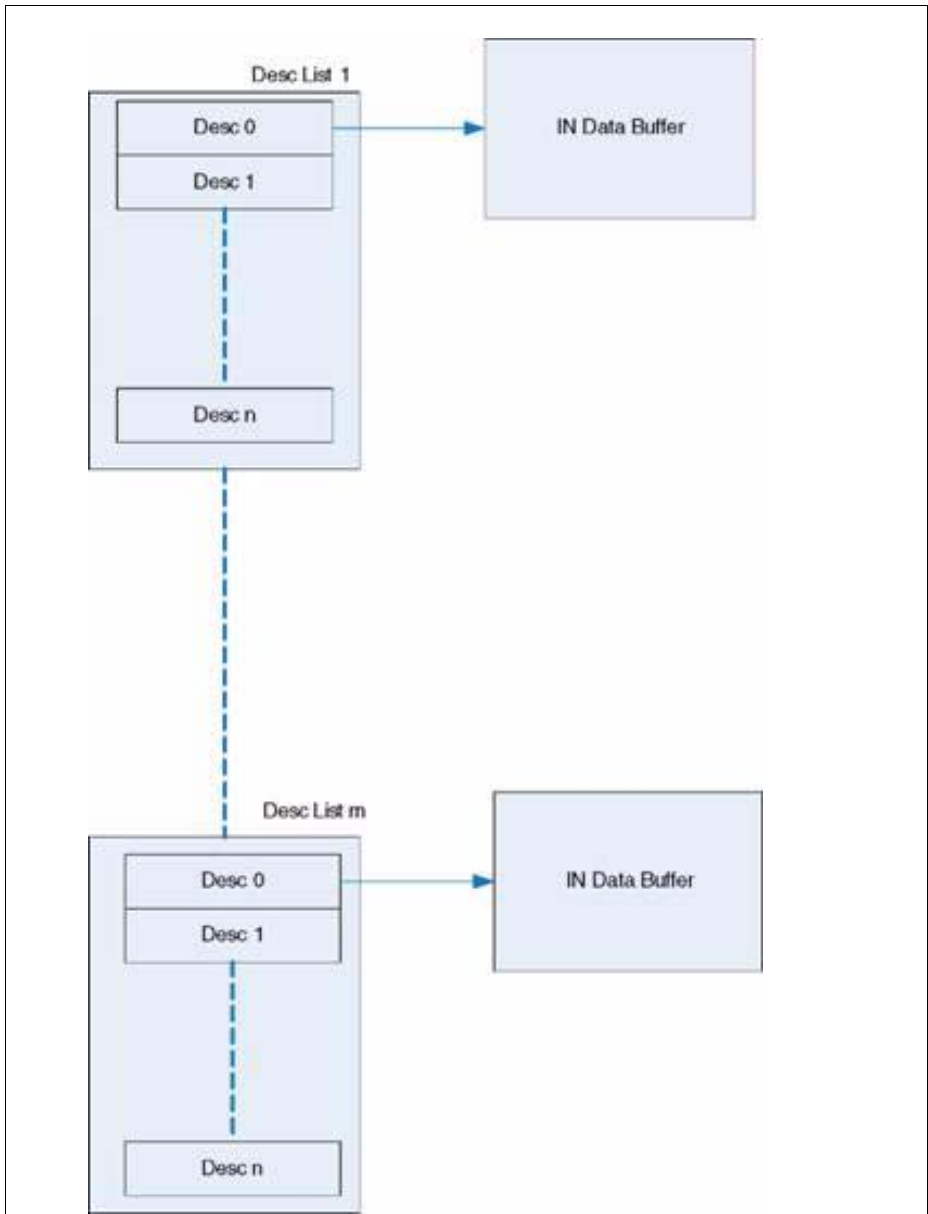 Desc List 1
Desc 0
IN Data Buffer
Desc 1
Desc n
Desc List m
Desc 0
IN Data Buffer
Desc 1
Desc n